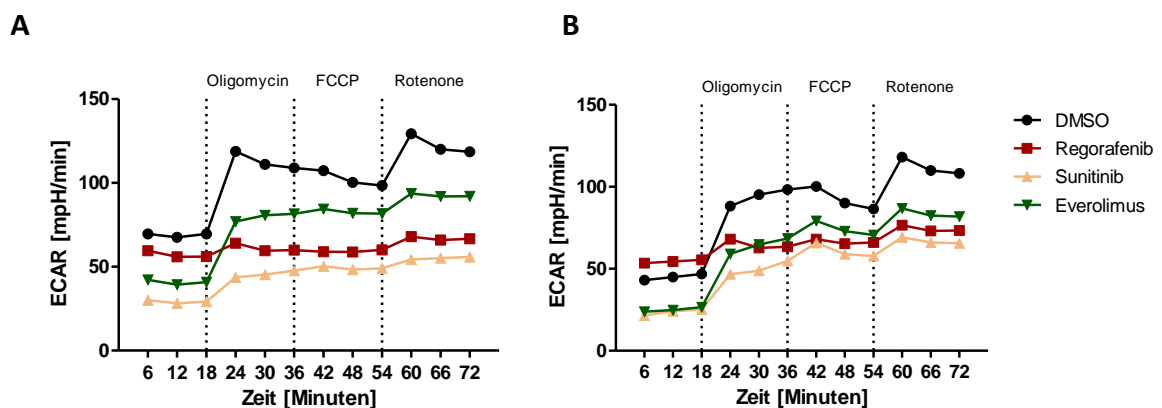 A
B
Oligomycin FCCP Rotenone
Oligomycin FCCP Rotenone
150
100
50
0
ECAR [mpH/min]
6 12 18 24 30 36 42 48 54 60 66 72
Zeit [Minuten]
150
100
50
0
ECAR [mpH/min]
6 12 18 24 30 36 42 48 54 60 66 72
Zeit [Minuten]
DMSO
Regorafenib
Sunitinib
Everolimus